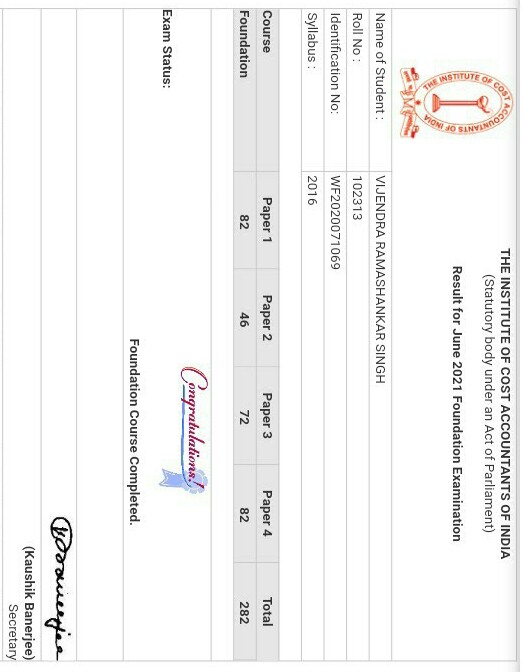 THE INSTITUTE OF COST ACCOUNTANTS OF INDIA
THE INSTITUTE OF COST ACCOUNTANTS OF INDIA
(Statutory body under an Act of Parliament)
Result for June 2021 Foundation Examination
Name of Student : VIJENDRA RAMASHANKAR SINGH
Roll No : 102313
Identification No: WF2020071069
Syllabus : 2016
Course Paper 1 Paper 2 Paper 3 Paper 4 Total
Foundation 82 46 72 82 282
Congratulations!
Exam Status:
Foundation Course Completed.
(Kaushik Banerjee)
Secretary